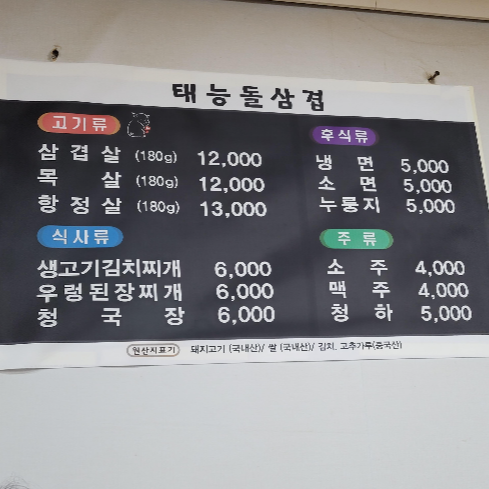 태능돌삼겹
고기류
삼겹살 (180g) 12,000
목살 (180g) 12,000
항정살 (180g) 13,000
식사류
생고기김치찌개 6,000
우렁된장찌개 6,000
청국장 6,000
후식류
냉면 5,000
소면 5,000
누룽지 5,000
주류
소주 4,000
맥주 4,000
청하 5,000
원산지표기 돼지고기 (국내산)/ 쌀 (국내산)/ 김치, 고추가루(중국산)